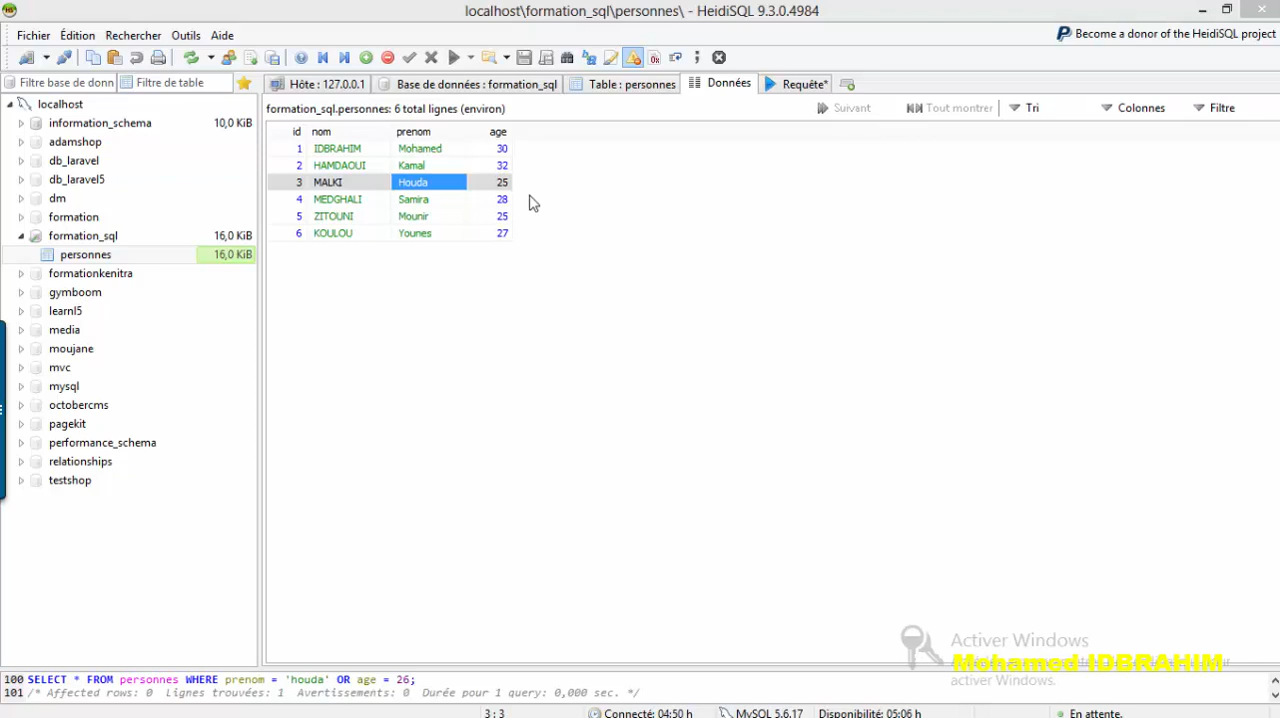 localhost\formation_sql\personnes\ - HeidiSQL 9.3.0.4984
Fichier Édition Rechercher Outils Aide
Become a donor of the HeidiSQL project
Filtre base de donn Filtre de table Hôte : 127.0.0.1 Base de données : formation_sql Table : personnes Données Requête*
localhost
information_schema 10,0 KiB
adamshop
db_laravel
db_laravel5
dm
formation
formation_sql 16,0 KiB
personnes 16,0 KiB
formationkenitra
gymboom
learnl5
media
moujane
mvc
mysql
octobercms
pagekit
performance_schema
relationships
testshop
formation_sql.personnes: 6 total lignes (environ) Suivant Tout montrer Tri Colonnes Filtre
id nom prenom age
1 IDBRAHIM Mohamed 30
2 HAMDAOUI Kamal 32
3 MALKI Houda 25
4 MEDGHALI Samira 28
5 ZITOUNI Mounir 25
6 KOULOU Younes 27
Activer Windows
Mohamed IDBRAHIM
activer Windows.
100 SELECT * FROM personnes WHERE prenom = 'houda' OR age = 26;
101 /* Affected rows: 0 Lignes trouvées: 1 Avertissements: 0 Durée pour 1 query: 0,000 sec. */
3 : 3 Connecté: 04:50 h MySQL 5.6.17 Disponibilité: 05:06 h En attente.